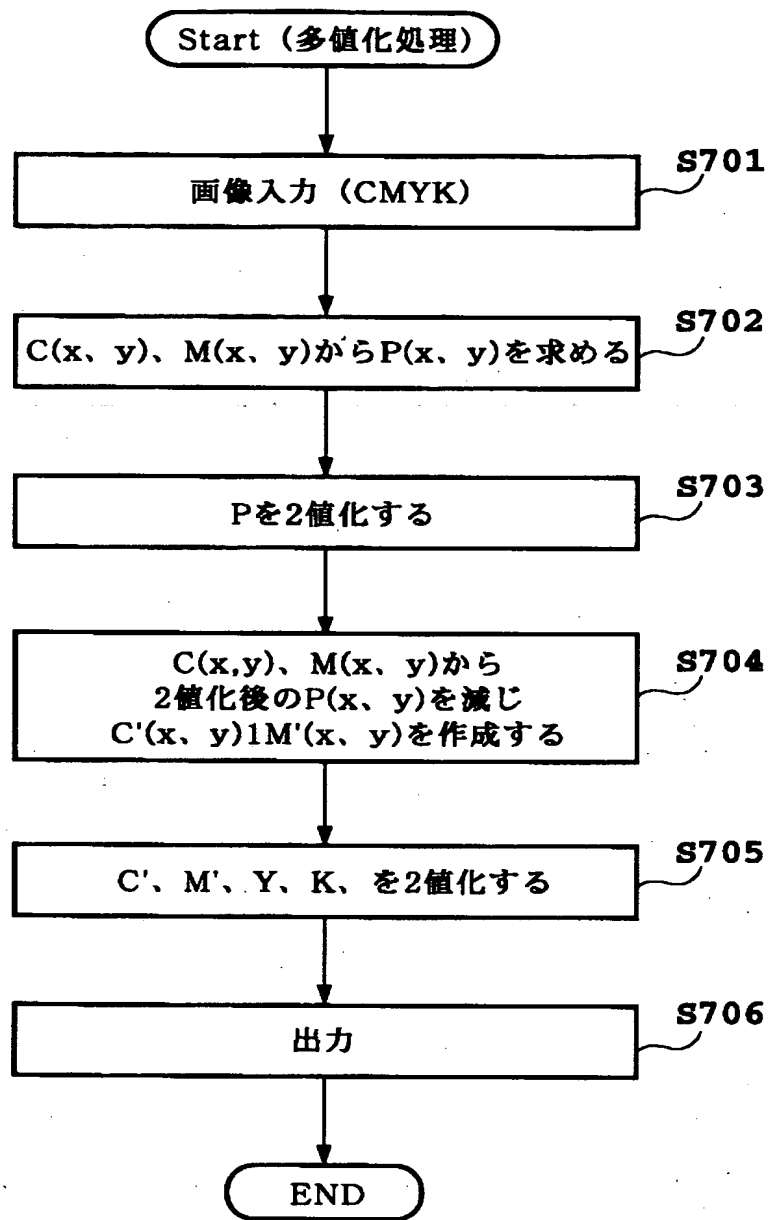 Start（多値化処理）
S701
画像入力（CMYK）
S702
C(x、y)、M(x、y)からP(x、y)を求める
S703
Pを2値化する
S704
C(x,y)、M(x、y)から
2値化後のP(x、y)を減じ
C'(x、y)1M'(x、y)を作成する
S705
C'、M'、Y、K、を2値化する
S706
出力
END